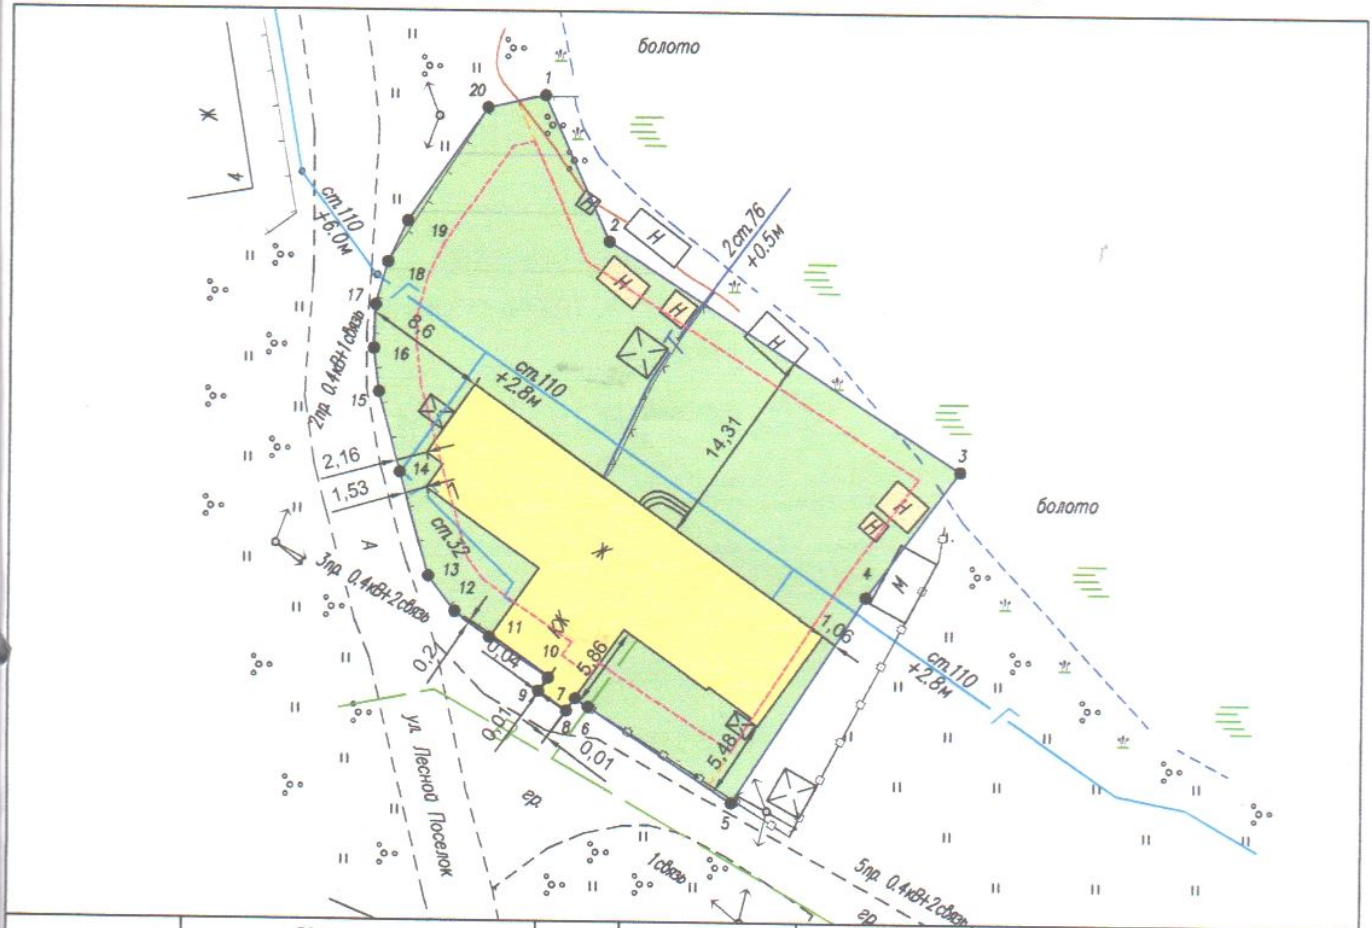 болото
1
20
Ж
4
ст.110
+6.0м
Н
2
Н
2ст.76
+0.5м
19
18
17
Н
Н
Н
8,6
16
15
2пр. 0.4кВ+1связь
ст.110
+2.8м
14,31
3
2,16
14
1,53
Н
Н
болото
ст.32
А
3пр. 0.4кВ+2связь
13
12
Ж
4
М
11
КЖ
10
1,06
0,21
0,04
5,86
ст.110
+2.8м
9
7
8
6
0,01
0,01
5,48
5
ул. Лесной Поселок
гр.
1связь
5пр. 0.4кВ+2связь
гр.